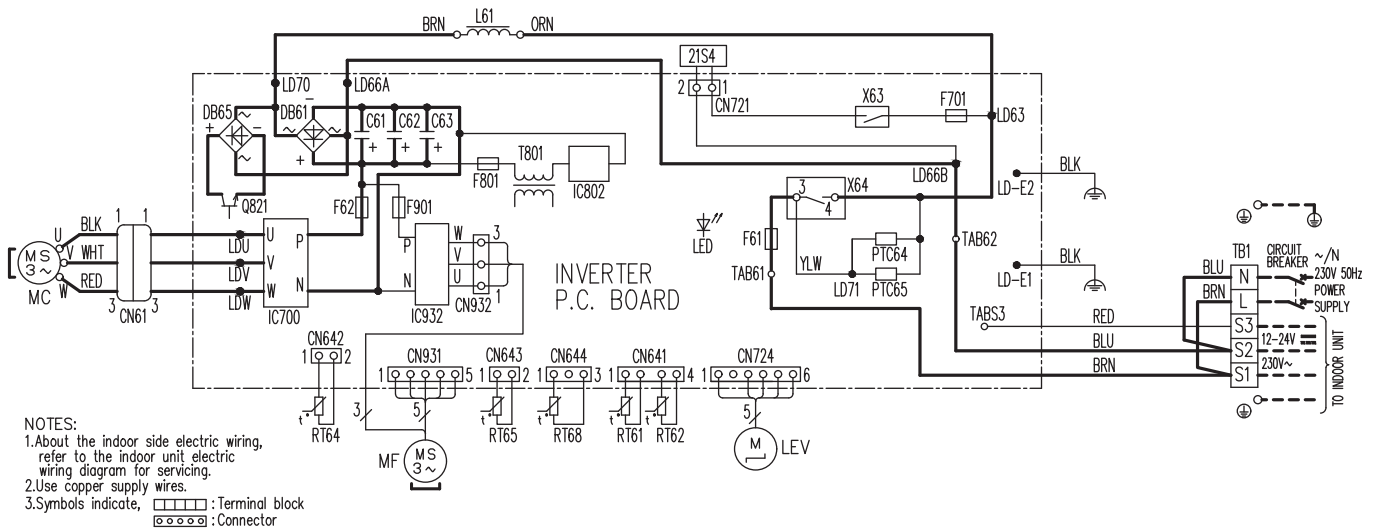 BRN L61 ORN
21S4
2 1
CN721
X63
F701
LD63
LD70
LD66A
DB65
DB61
C61
C62
C63
+ ~ −
~
~ − ~
+
+ + +
F801
T801
IC802
Q821
F62
F901
LD66B
BLK
LD-E2
3 X64
4
LED
F61
PTC64
YLW
PTC65
LD71
TAB61
TAB62
BLK
LD-E1
U BLK 1 1
V WHT
W RED
3 3
MS
3~
MC
CN61
LDU
LDV
LDW
U P
V
W N
IC700
P
N
IC932
W 3
V
U 1
CN932
INVERTER
P.C. BOARD
TABS3
RED
BLU
BRN
BLU
BRN
TB1
N
L
S3
S2
S1
CIRCUIT
BREAKER
~/N
230V 50Hz
POWER
SUPPLY
12-24V
230V~
TO INDOOR UNIT
CN642
1 2
t°
RT64
3
CN931
1 5
5
MF
MS
3~
CN643
1 2
t°
RT65
CN644
1 3
t°
RT68
CN641
1 4
t° t°
RT61 RT62
CN724
1 6
5
M
LEV
NOTES:
1.About the indoor side electric wiring,
refer to the indoor unit electric
wiring diagram for servicing.
2.Use copper supply wires.
3.Symbols indicate, : Terminal block
: Connector